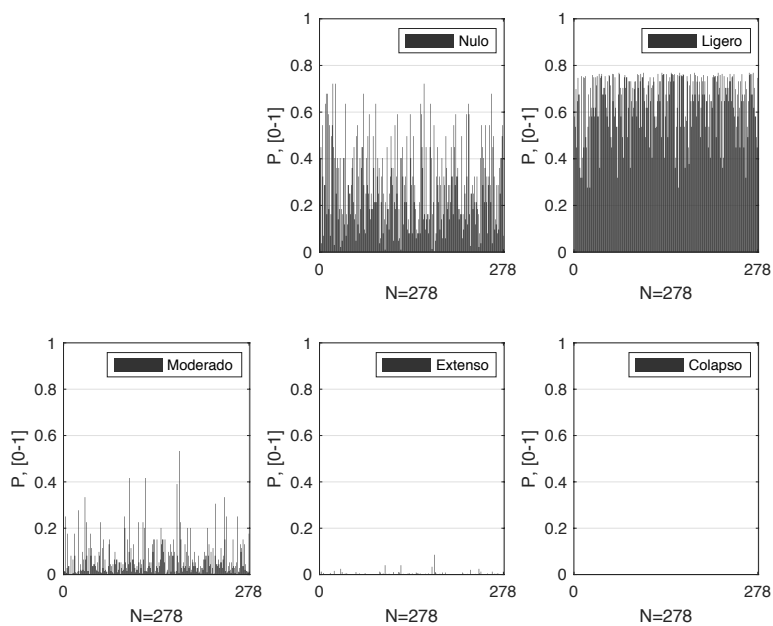 Nulo
1
0.8
0.6
0.4
0.2
0
P, [0-1]
0
278
N=278
Ligero
1
0.8
0.6
0.4
0.2
0
P, [0-1]
0
278
N=278
Moderado
1
0.8
0.6
0.4
0.2
0
P, [0-1]
0
278
N=278
Extenso
1
0.8
0.6
0.4
0.2
0
P, [0-1]
0
278
N=278
Colapso
1
0.8
0.6
0.4
0.2
0
P, [0-1]
0
278
N=278